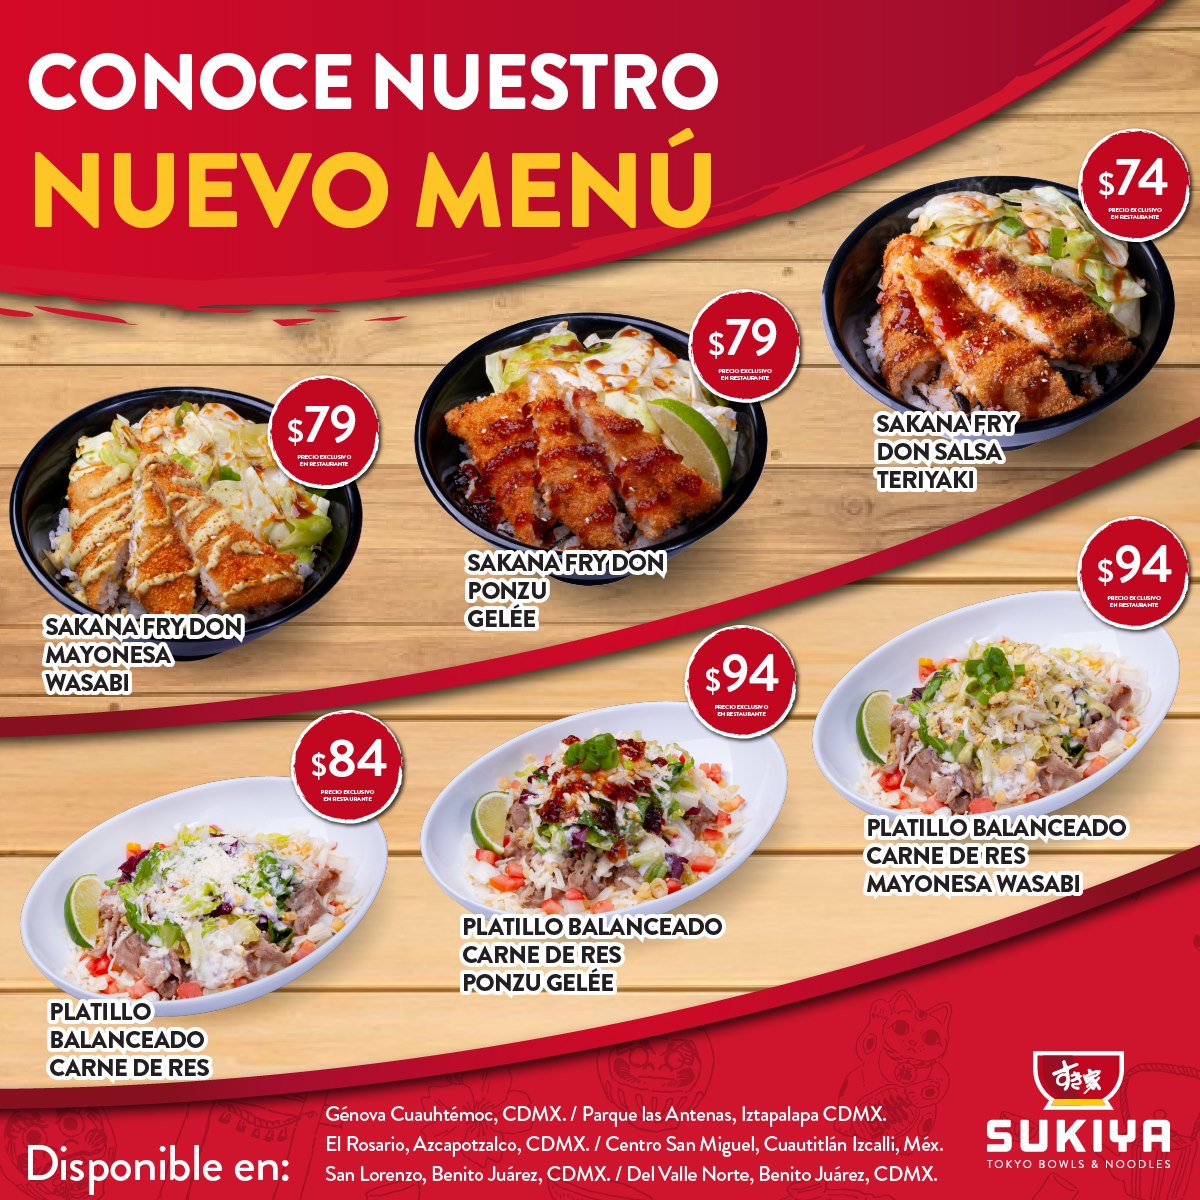 CONOCE NUESTRO
NUEVO MENÚ
$74
PRECIO EXCLUSIVO
EN RESTAURANTE
SAKANA FRY
DON SALSA
TERIYAKI
$79
PRECIO EXCLUSIVO
EN RESTAURANTE
SAKANA FRY DON
PONZU
GELÉE
$79
PRECIO EXCLUSIVO
EN RESTAURANTE
SAKANA FRY DON
MAYONESA
WASABI
$94
PRECIO EXCLUSIVO
EN RESTAURANTE
PLATILLO BALANCEADO
CARNE DE RES
MAYONESA WASABI
$94
PRECIO EXCLUSIVO
EN RESTAURANTE
PLATILLO BALANCEADO
CARNE DE RES
PONZU GELÉE
$84
PRECIO EXCLUSIVO
EN RESTAURANTE
PLATILLO
BALANCEADO
CARNE DE RES
Disponible en:
Génova Cuauhtémoc, CDMX. / Parque las Antenas, Iztapalapa CDMX.
El Rosario, Azcapotzalco, CDMX. / Centro San Miguel, Cuautitlán Izcalli, Méx.
San Lorenzo, Benito Juárez, CDMX. / Del Valle Norte, Benito Juárez, CDMX.
すき家
SUKIYA
TOKYO BOWLS & NOODLES